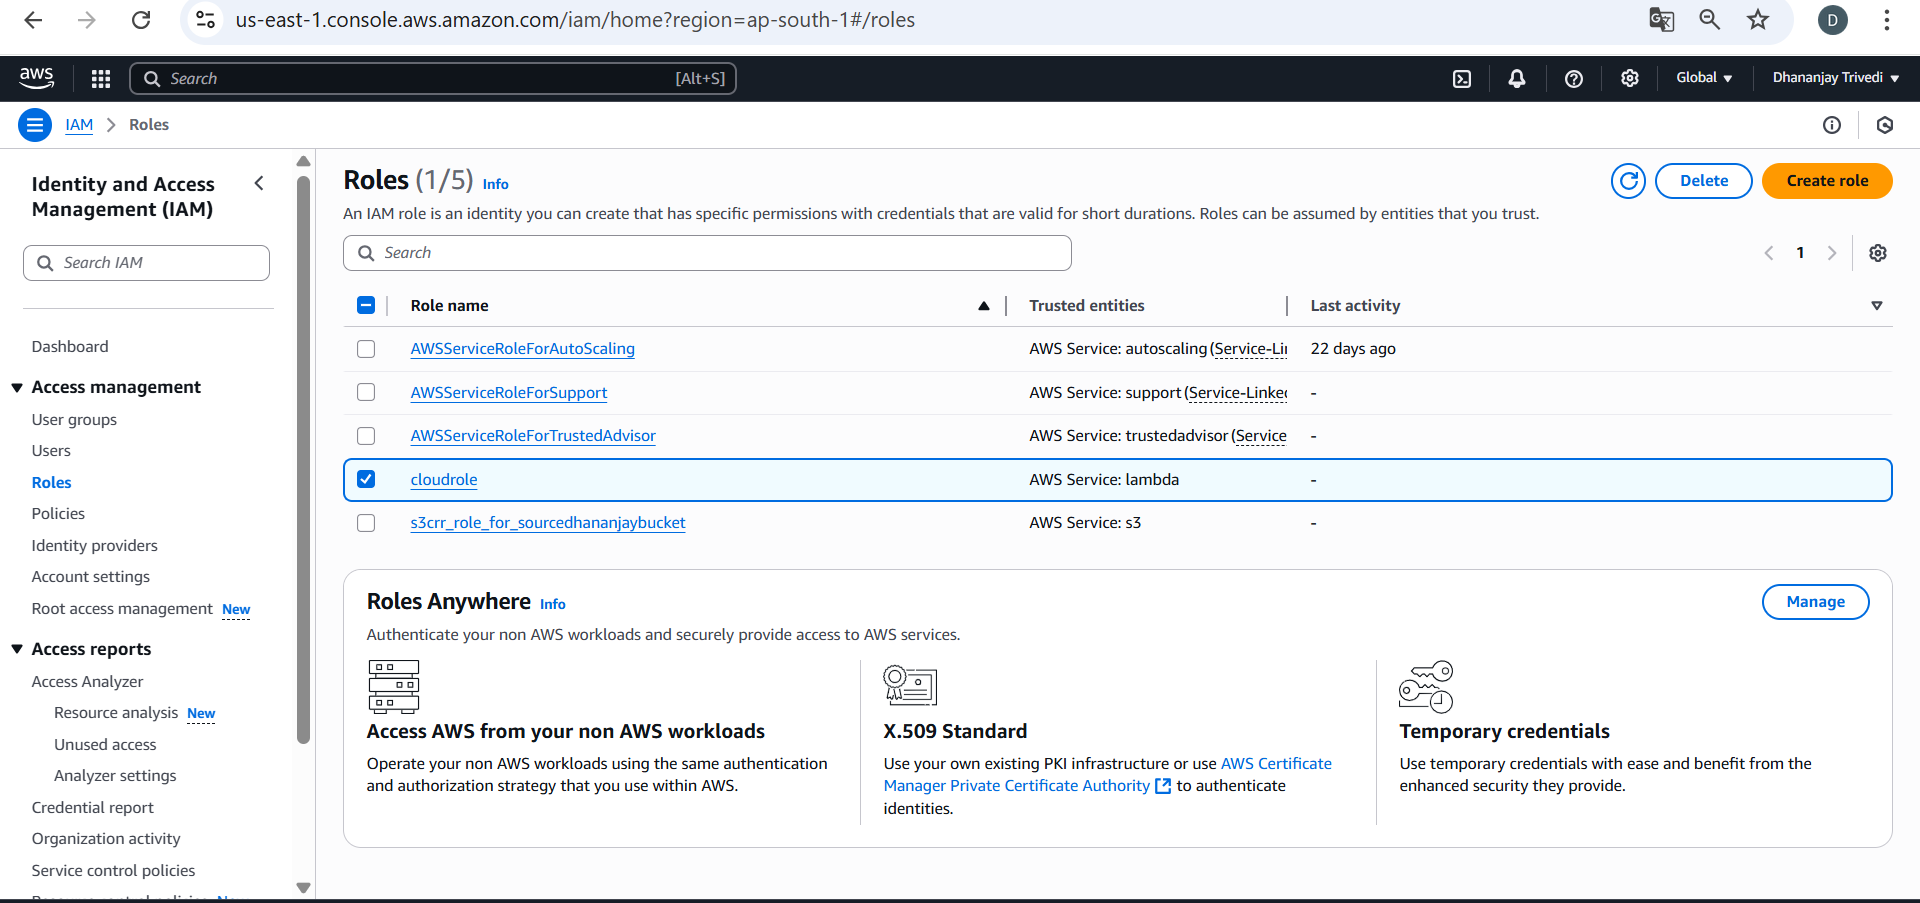 us-east-1.console.aws.amazon.com/iam/home?region=ap-south-1#/roles
D
aws
Search
[Alt+S]
Global
Dhananjay Trivedi
IAM
Roles
Identity and Access
Management (IAM)
Search IAM
Dashboard
Access management
User groups
Users
Roles
Policies
Identity providers
Account settings
Root access management New
Access reports
Access Analyzer
Resource analysis New
Unused access
Analyzer settings
Credential report
Organization activity
Service control policies
Roles (1/5) Info
Delete
Create role
An IAM role is an identity you can create that has specific permissions with credentials that are valid for short durations. Roles can be assumed by entities that you trust.
Search
1
Role name Trusted entities Last activity
AWSServiceRoleForAutoScaling AWS Service: autoscaling (Service-Li 22 days ago
AWSServiceRoleForSupport AWS Service: support (Service-Linke -
AWSServiceRoleForTrustedAdvisor AWS Service: trustedadvisor (Service -
cloudrole AWS Service: lambda -
s3crr_role_for_sourcedhananjaybucket AWS Service: s3 -
Roles Anywhere Info
Manage
Authenticate your non AWS workloads and securely provide access to AWS services.
Access AWS from your non AWS workloads
Operate your non AWS workloads using the same authentication
and authorization strategy that you use within AWS.
X.509 Standard
Use your own existing PKI infrastructure or use AWS Certificate
Manager Private Certificate Authority to authenticate
identities.
Temporary credentials
Use temporary credentials with ease and benefit from the
enhanced security they provide.